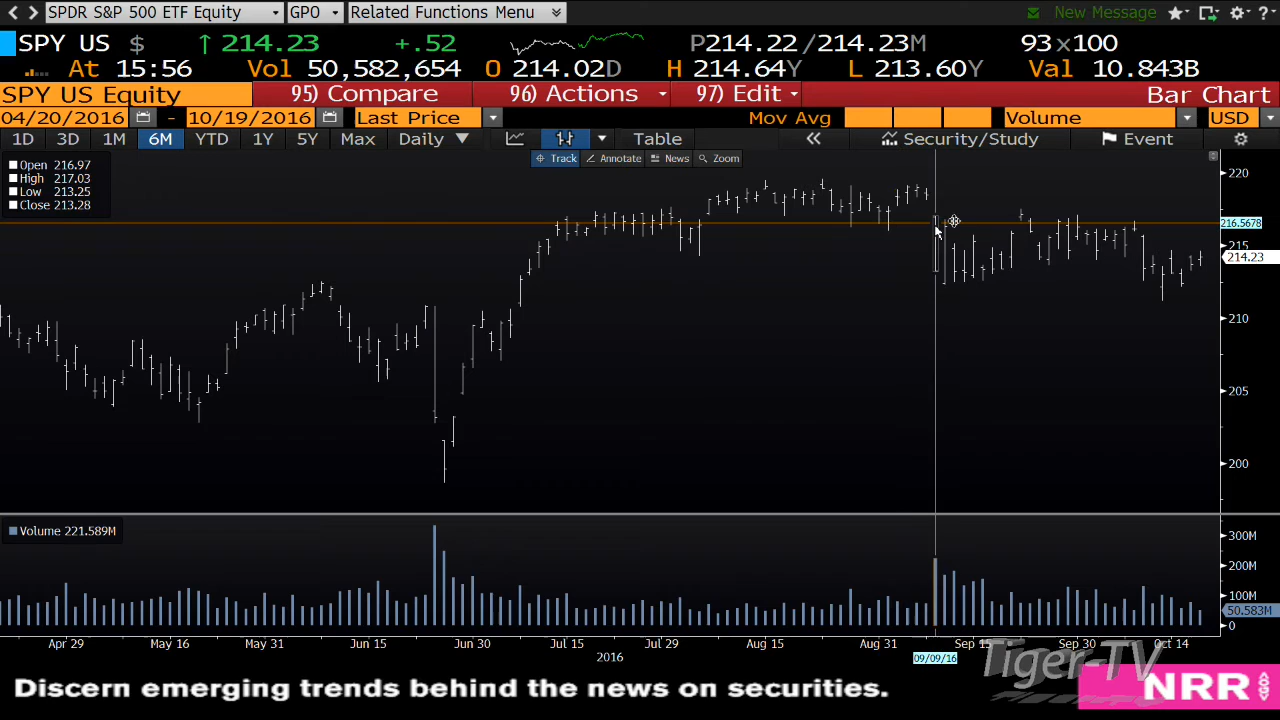 SPDR S&P 500 ETF Equity GPO Related Functions Menu New Message
SPY US $ ↑ 214.23 +.52 P214.22/214.23M 93x100
At 15:56 Vol 50,582,654 O 214.02D H 214.64Y L 213.60Y Val 10.843B
SPY US Equity 95) Compare 96) Actions 97) Edit Bar Chart
04/20/2016 - 10/19/2016 Last Price Mov Avg Volume USD
1D 3D 1M 6M YTD 1Y 5Y Max Daily Table « Security/Study Event
Track Annotate News Zoom
Open 216.97
High 217.03
Low 213.25
Close 213.28
220
216.5678
215
214.23
210
205
200
Volume 221.589M
300M
200M
100M
50.583M
0
Apr 29 May 16 May 31 Jun 15 Jun 30 Jul 15 Jul 29 Aug 15 Aug 31 Sep 15 Sep 30 Oct 14
2016 09/09/16
Tiger-TV
Discern emerging trends behind the news on securities.
NRR